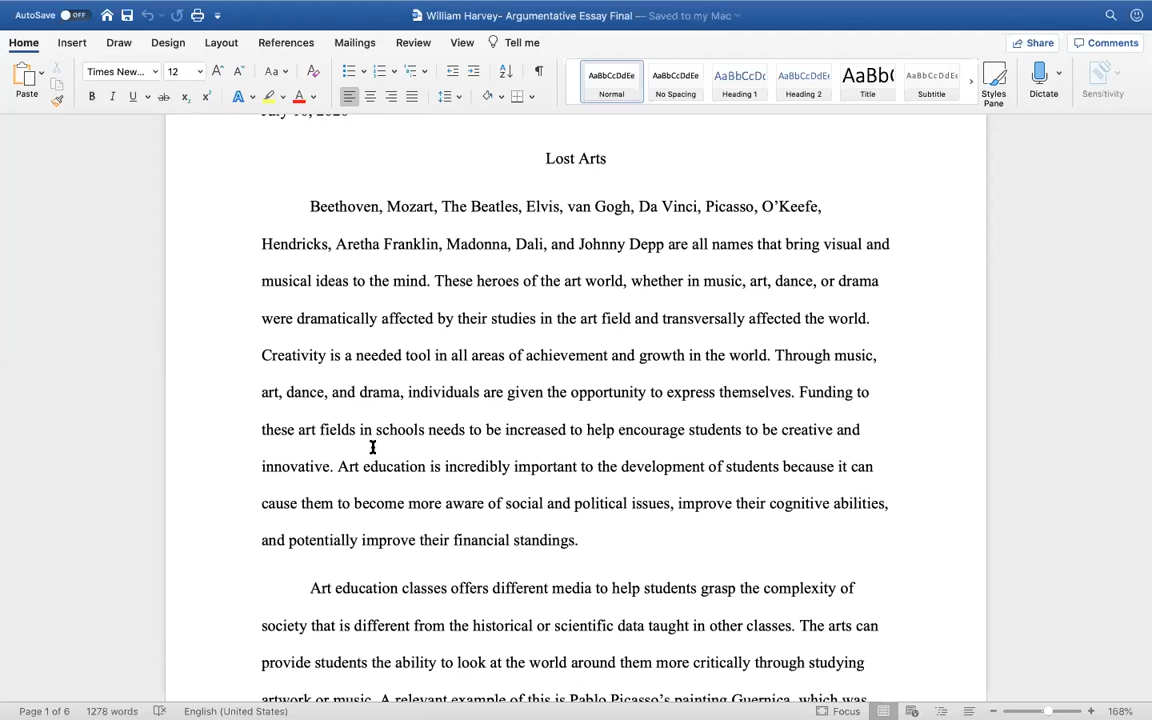 AutoSave OFF William Harvey- Argumentative Essay Final — Saved to my Mac
Home Insert Draw Design Layout References Mailings Review View Tell me Share Comments
Paste Times New... 12 Aa
AaBbCcDdEe AaBbCcDdEe AaBbCcDc AaBbCcDdEe AaBb( AaBbCcDdEe
Normal No Spacing Heading 1 Heading 2 Title Subtitle Styles Pane Dictate Sensitivity
B I U ab x₂ x² A A
July 16, 2020
Lost Arts
Beethoven, Mozart, The Beatles, Elvis, van Gogh, Da Vinci, Picasso, O’Keefe,
Hendricks, Aretha Franklin, Madonna, Dali, and Johnny Depp are all names that bring visual and
musical ideas to the mind. These heroes of the art world, whether in music, art, dance, or drama
were dramatically affected by their studies in the art field and transversally affected the world.
Creativity is a needed tool in all areas of achievement and growth in the world. Through music,
art, dance, and drama, individuals are given the opportunity to express themselves. Funding to
these art fields in schools needs to be increased to help encourage students to be creative and
innovative. Art education is incredibly important to the development of students because it can
cause them to become more aware of social and political issues, improve their cognitive abilities,
and potentially improve their financial standings.
Art education classes offers different media to help students grasp the complexity of
society that is different from the historical or scientific data taught in other classes. The arts can
provide students the ability to look at the world around them more critically through studying
artwork or music. A relevant example of this is Pablo Picasso’s painting Guernica, which was
Page 1 of 6 1278 words English (United States) Focus 168%